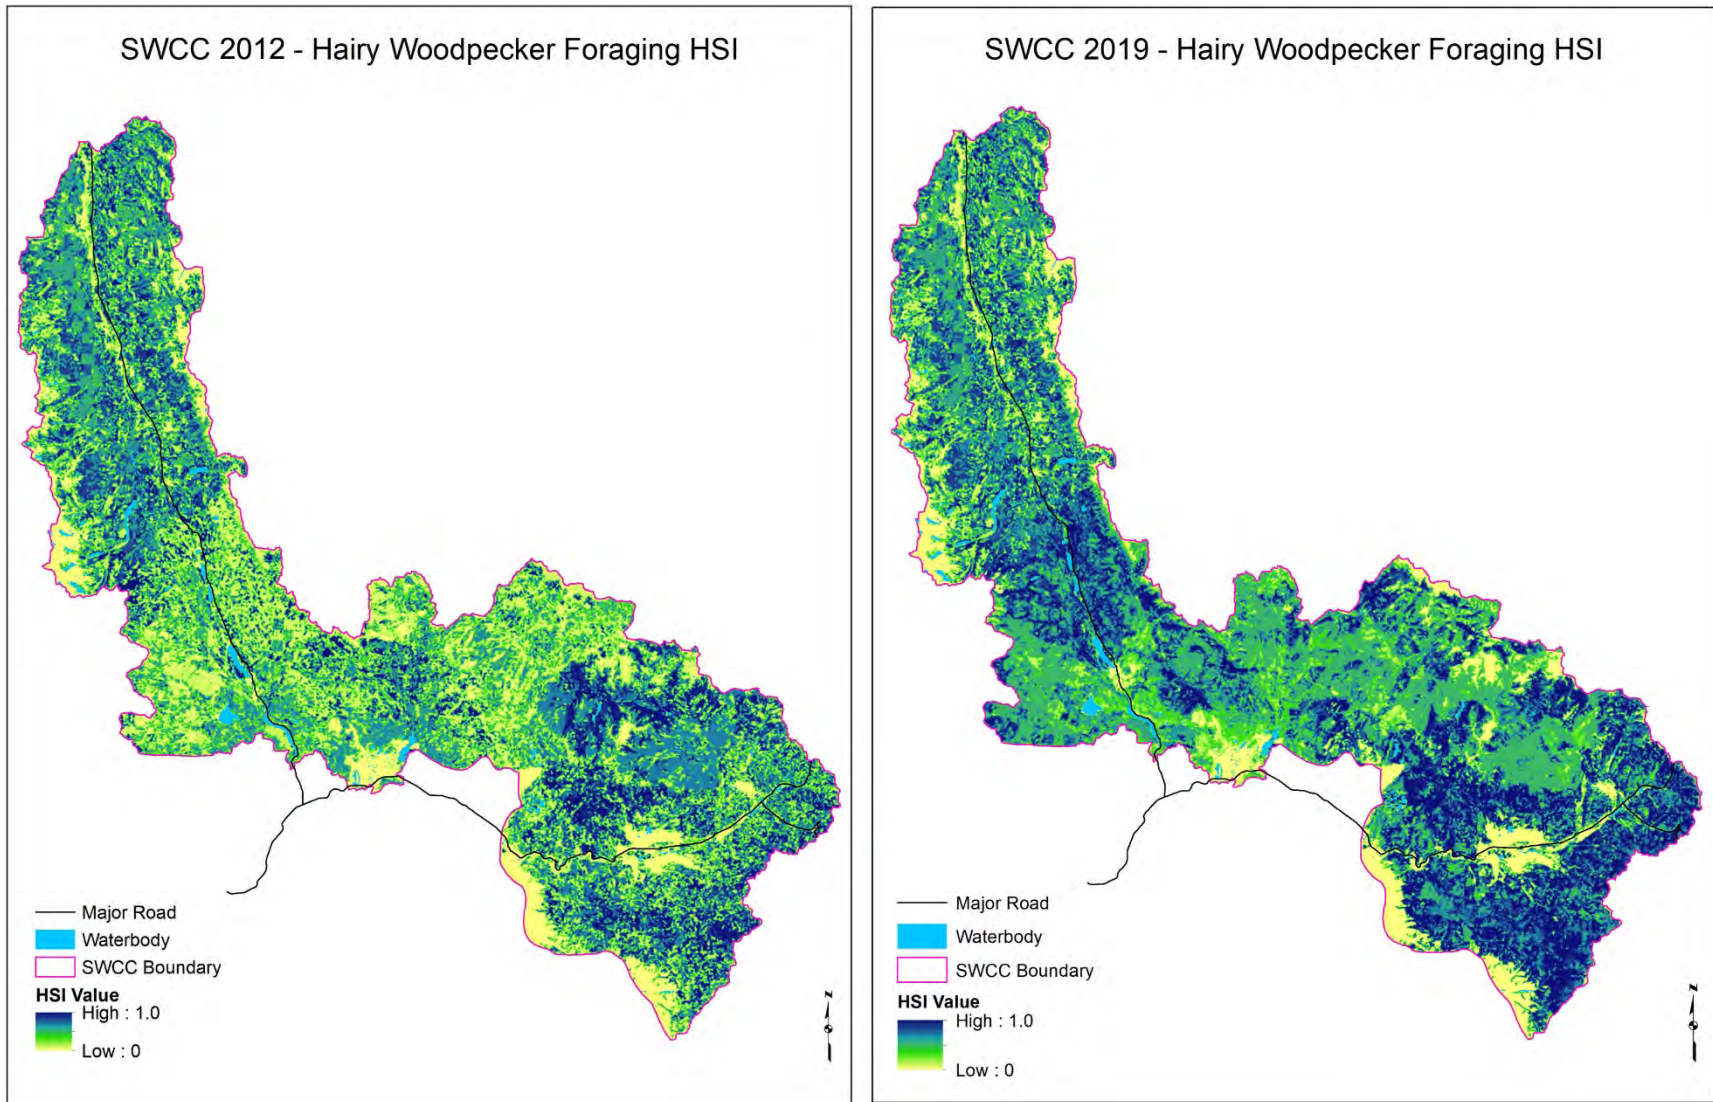 SWCC 2012 - Hairy Woodpecker Foraging HSI
Major Road
Waterbody
SWCC Boundary
HSI Value
High : 1.0
Low : 0
N
SWCC 2019 - Hairy Woodpecker Foraging HSI
Major Road
Waterbody
SWCC Boundary
HSI Value
High : 1.0
Low : 0
N